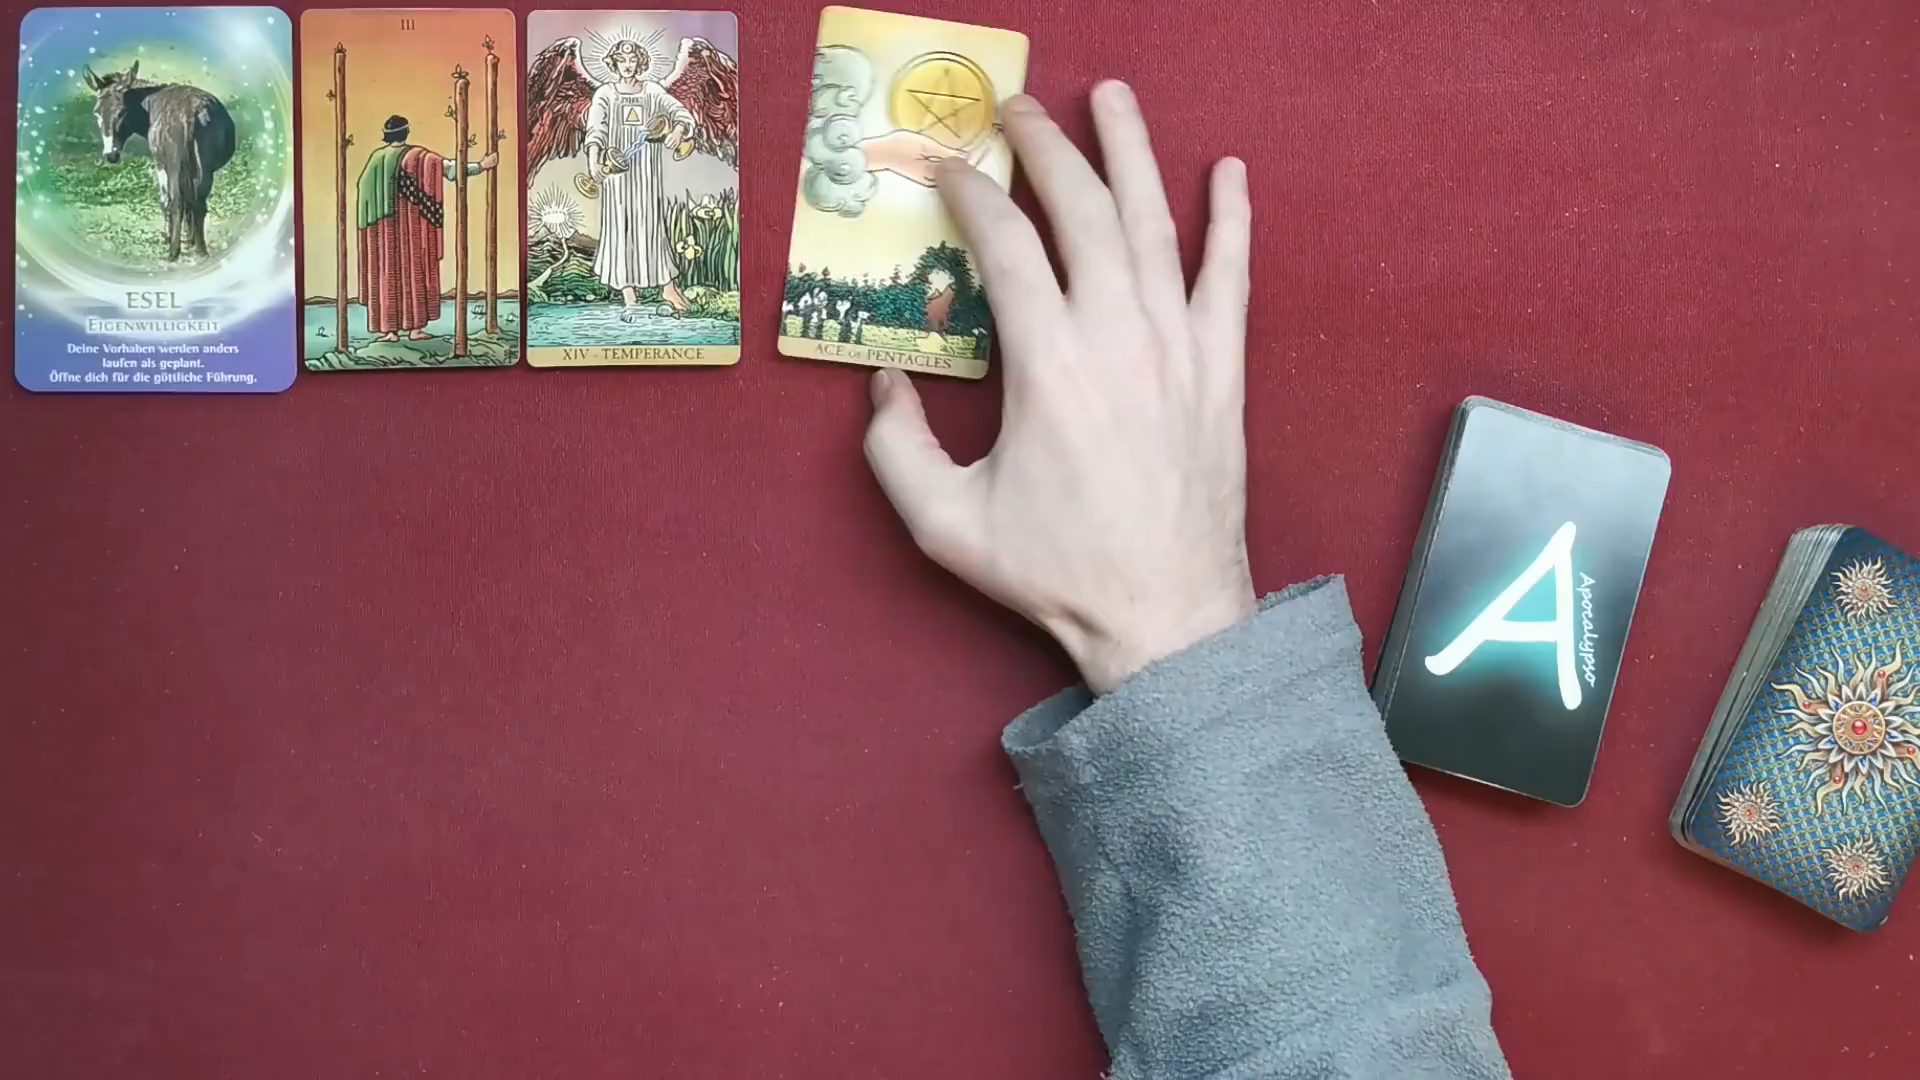 ESEL
EIGENWILLIGKEIT
Deine Vorhaben werden anders
laufen als geplant.
Öffne dich für die göttliche Führung.
III
XIV - TEMPERANCE
ACE OF PENTACLES
A
Apocalypso